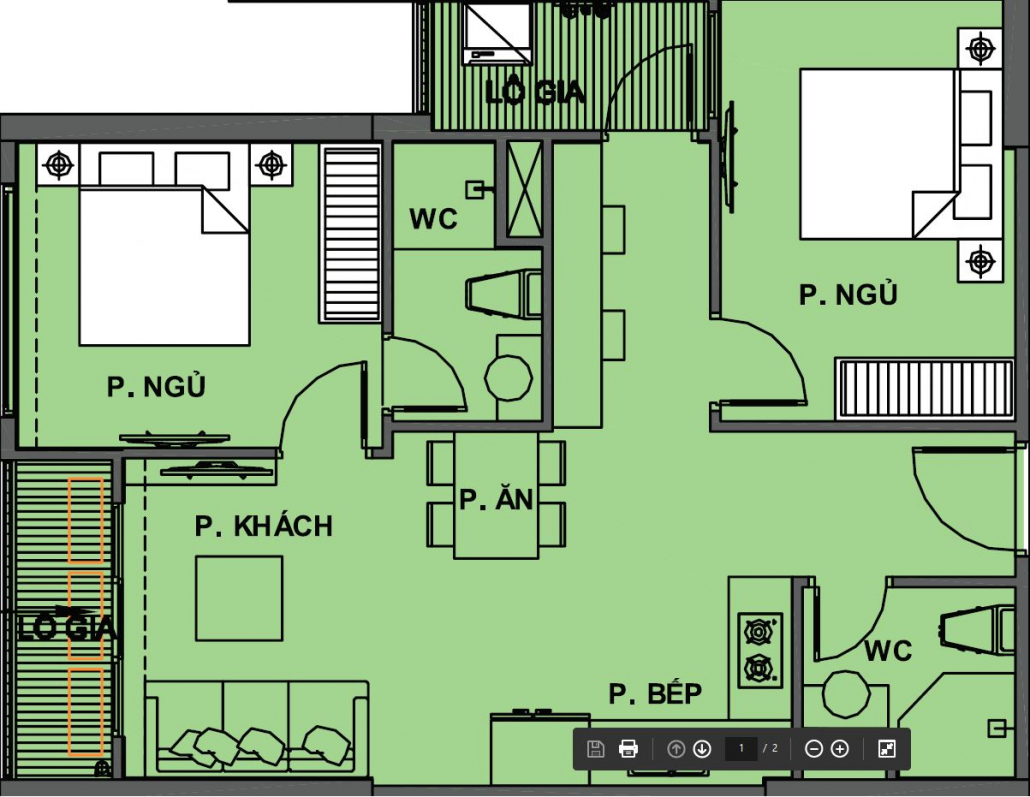 LÔ GIA
WC
P. NGỦ
P. NGỦ
P. ĂN
P. KHÁCH
LÔ GIA
WC
P. BẾP
1 / 2